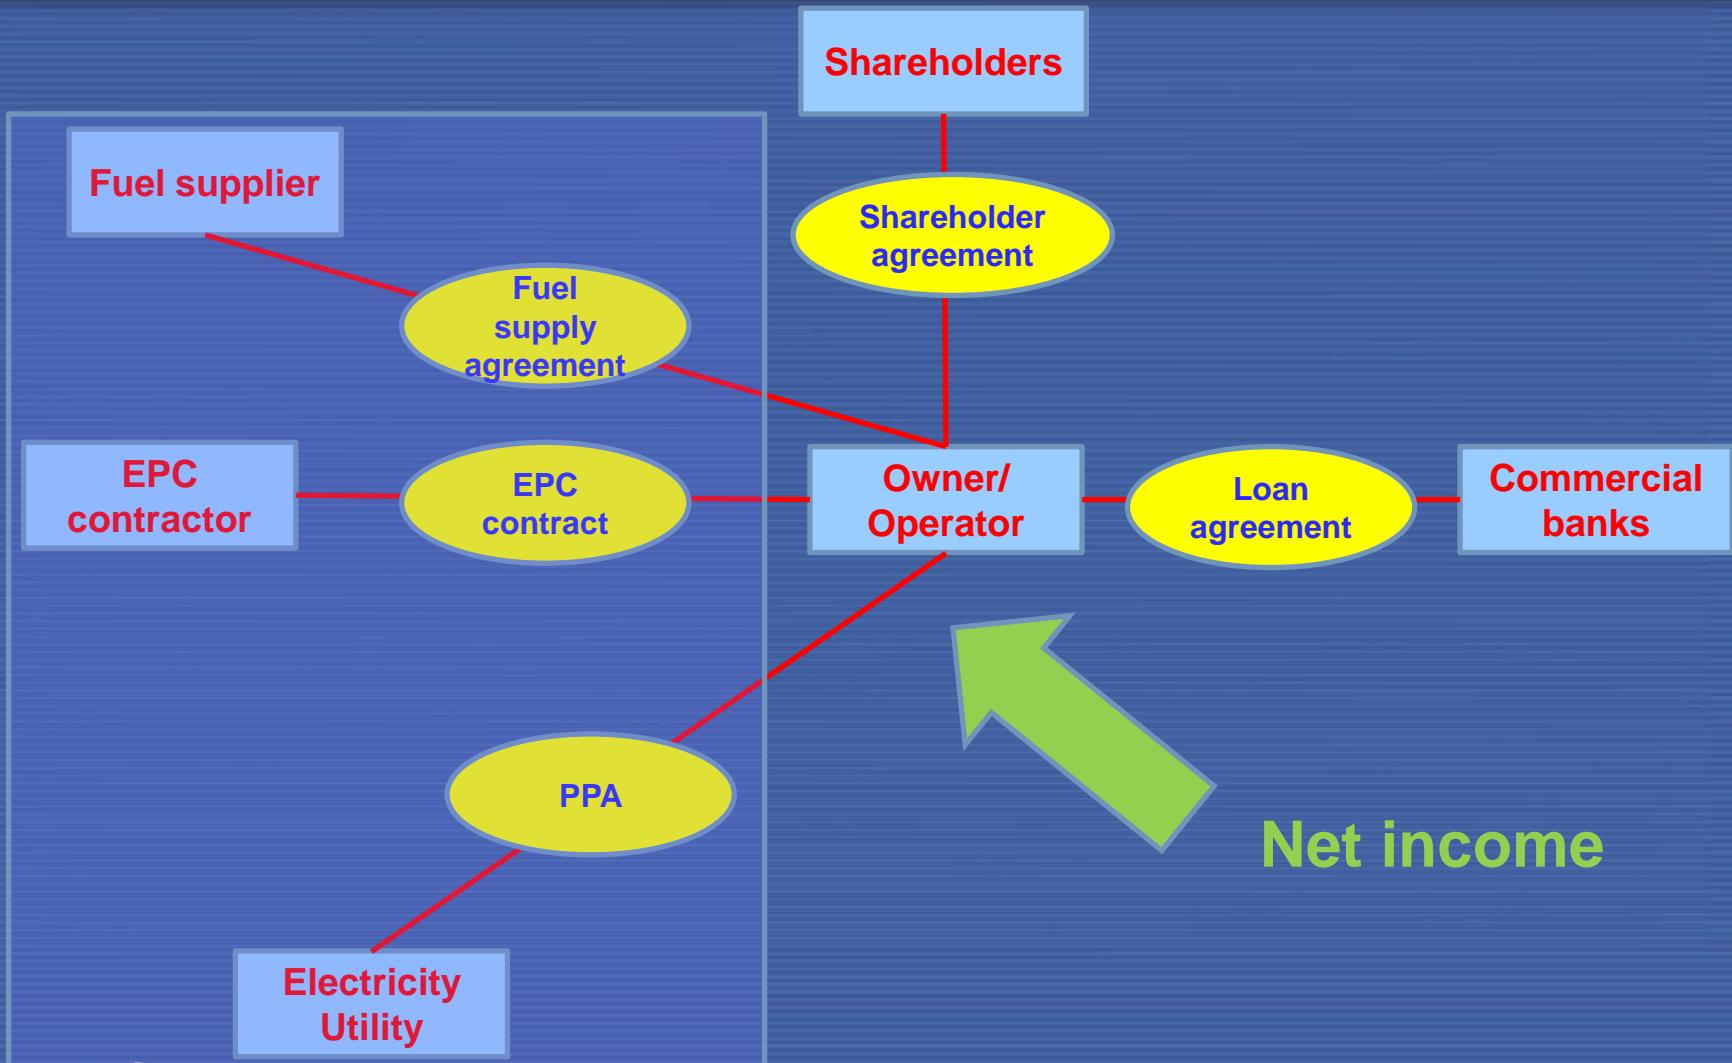 Shareholders
Fuel supplier
Shareholder
agreement
Fuel
supply
agreement
EPC
contractor
EPC
contract
Owner/
Operator
Loan
agreement
Commercial
banks
PPA
Net income
Electricity
Utility